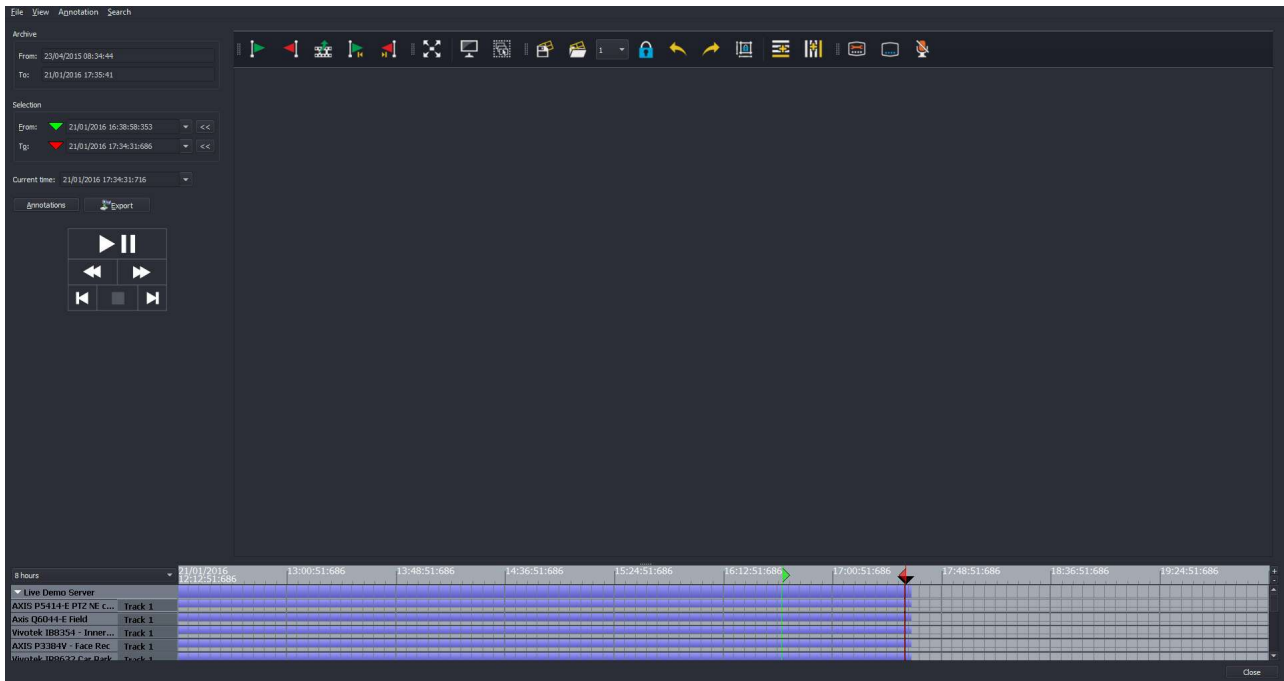 File View Annotation Search
Archive
From: 23/04/2015 08:34:44
To: 21/01/2016 17:35:41
1
Selection
From: 21/01/2016 16:38:58:353 <<
To: 21/01/2016 17:34:31:686 <<
Current time: 21/01/2016 17:34:31:716
Annotations Export
8 hours
21/01/2016 13:00:51:686 13:48:51:686 14:36:51:686 15:24:51:686 16:12:51:686 17:00:51:686 17:48:51:686 18:36:51:686 19:24:51:686 +
12:12:51:686 -
Live Demo Server
AXIS P5414-E PTZ NE c... Track 1
Axis Q6044-E Field Track 1
Vivotek IB8354 - Inner... Track 1
AXIS P3384V - Face Rec Track 1
Vivotek Car Park Track 1
Close